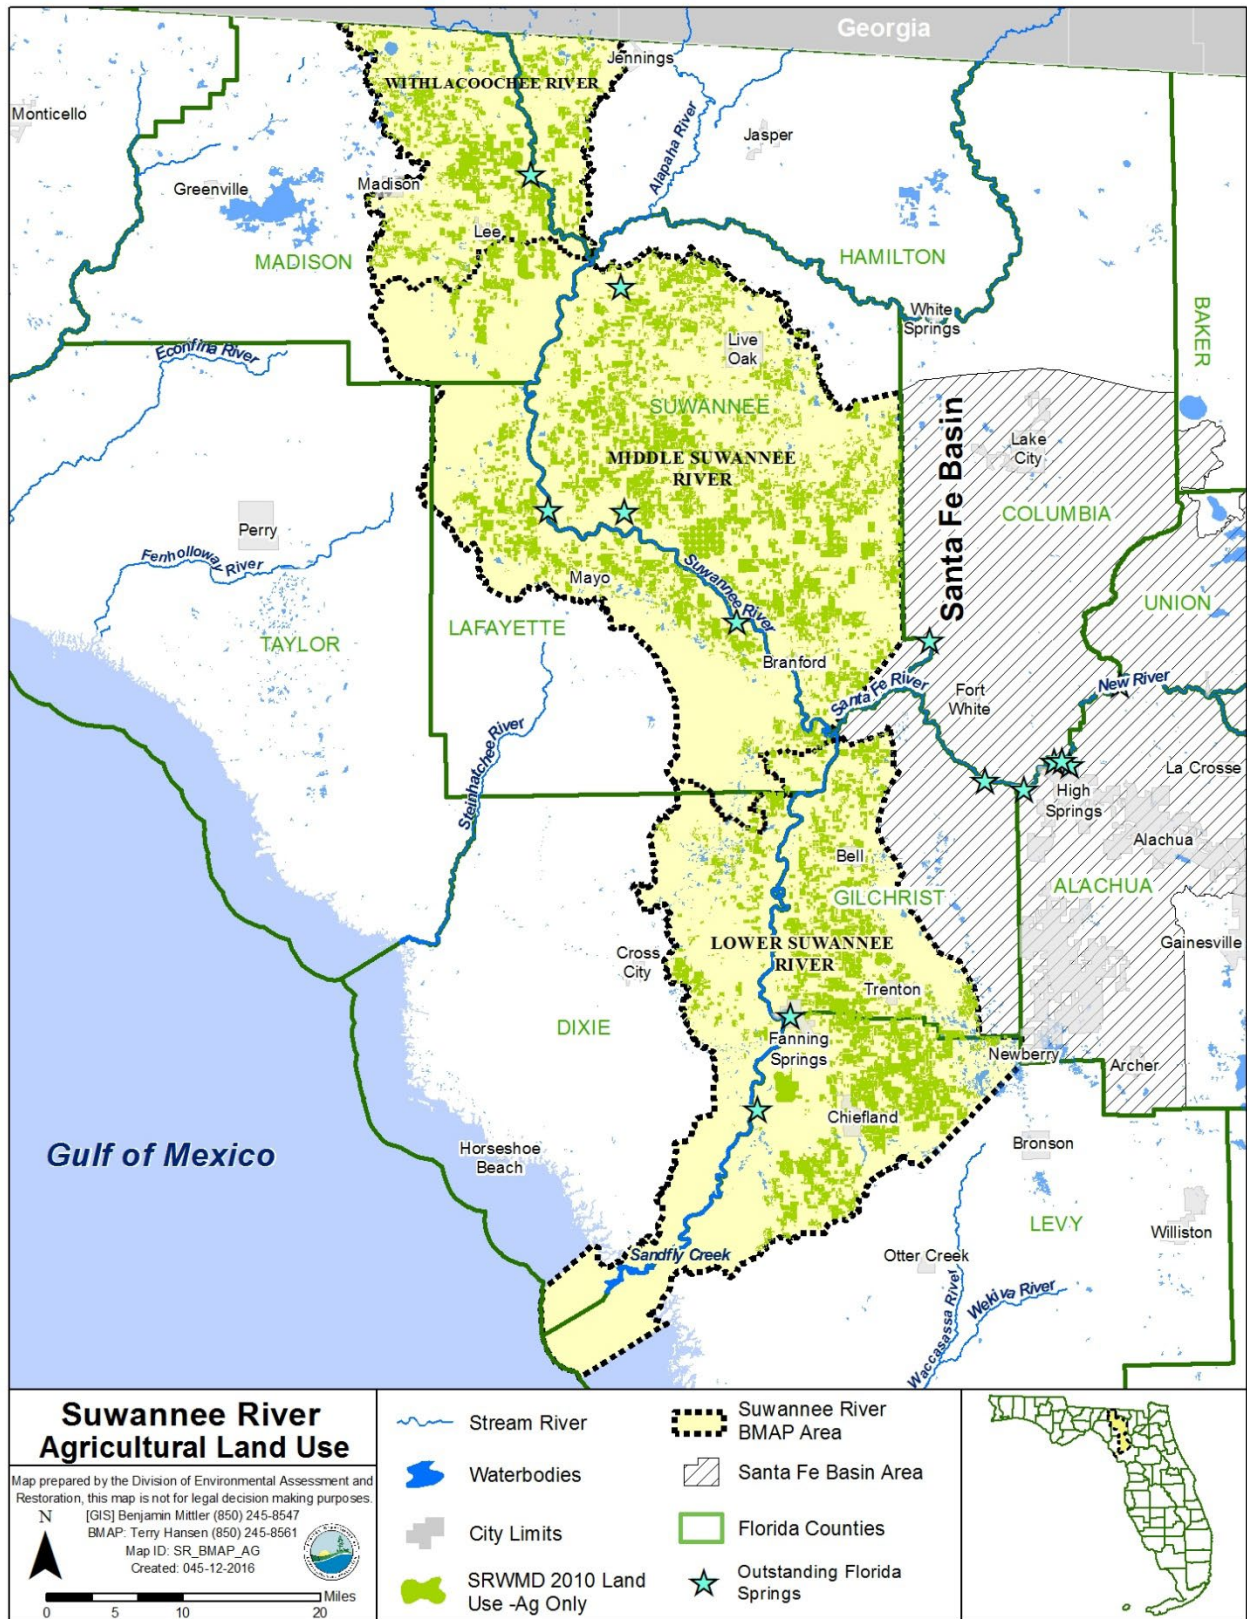 Georgia
Jennings
WITHLACOOCHEE RIVER
Monticello
Alapaha River
Jasper
Greenville
Madison
Lee
MADISON
HAMILTON
White
Springs
BAKER
Live
Oak
Econfina River
SUWANNEE
Santa Fe Basin
Lake
City
MIDDLE SUWANNEE
RIVER
COLUMBIA
Perry
Fenholloway River
Mayo
Suwannee River
UNION
TAYLOR
LAFAYETTE
Branford
Santa Fe River
Fort
White
New River
Steinhatchee River
La Crosse
High
Springs
Alachua
Bell
GILCHRIST
ALACHUA
LOWER SUWANNEE
RIVER
Gainesville
Cross
City
Trenton
DIXIE
Fanning
Springs
Newberry
Archer
Chiefland
Gulf of Mexico
Horseshoe
Beach
Bronson
LEVY
Williston
Sandfly Creek
Otter Creek
Waccasassa River
Wekiva River
Suwannee River
Agricultural Land Use
Map prepared by the Division of Environmental Assessment and
Restoration, this map is not for legal decision making purposes.
[GIS] Benjamin Mittler (850) 245-8547
BMAP: Terry Hansen (850) 245-8561
Map ID: SR_BMAP_AG
Created: 045-12-2016
N
Miles
0 5 10 20
Stream River
Waterbodies
City Limits
SRWMD 2010 Land
Use -Ag Only
Suwannee River
BMAP Area
Santa Fe Basin Area
Florida Counties
Outstanding Florida
Springs